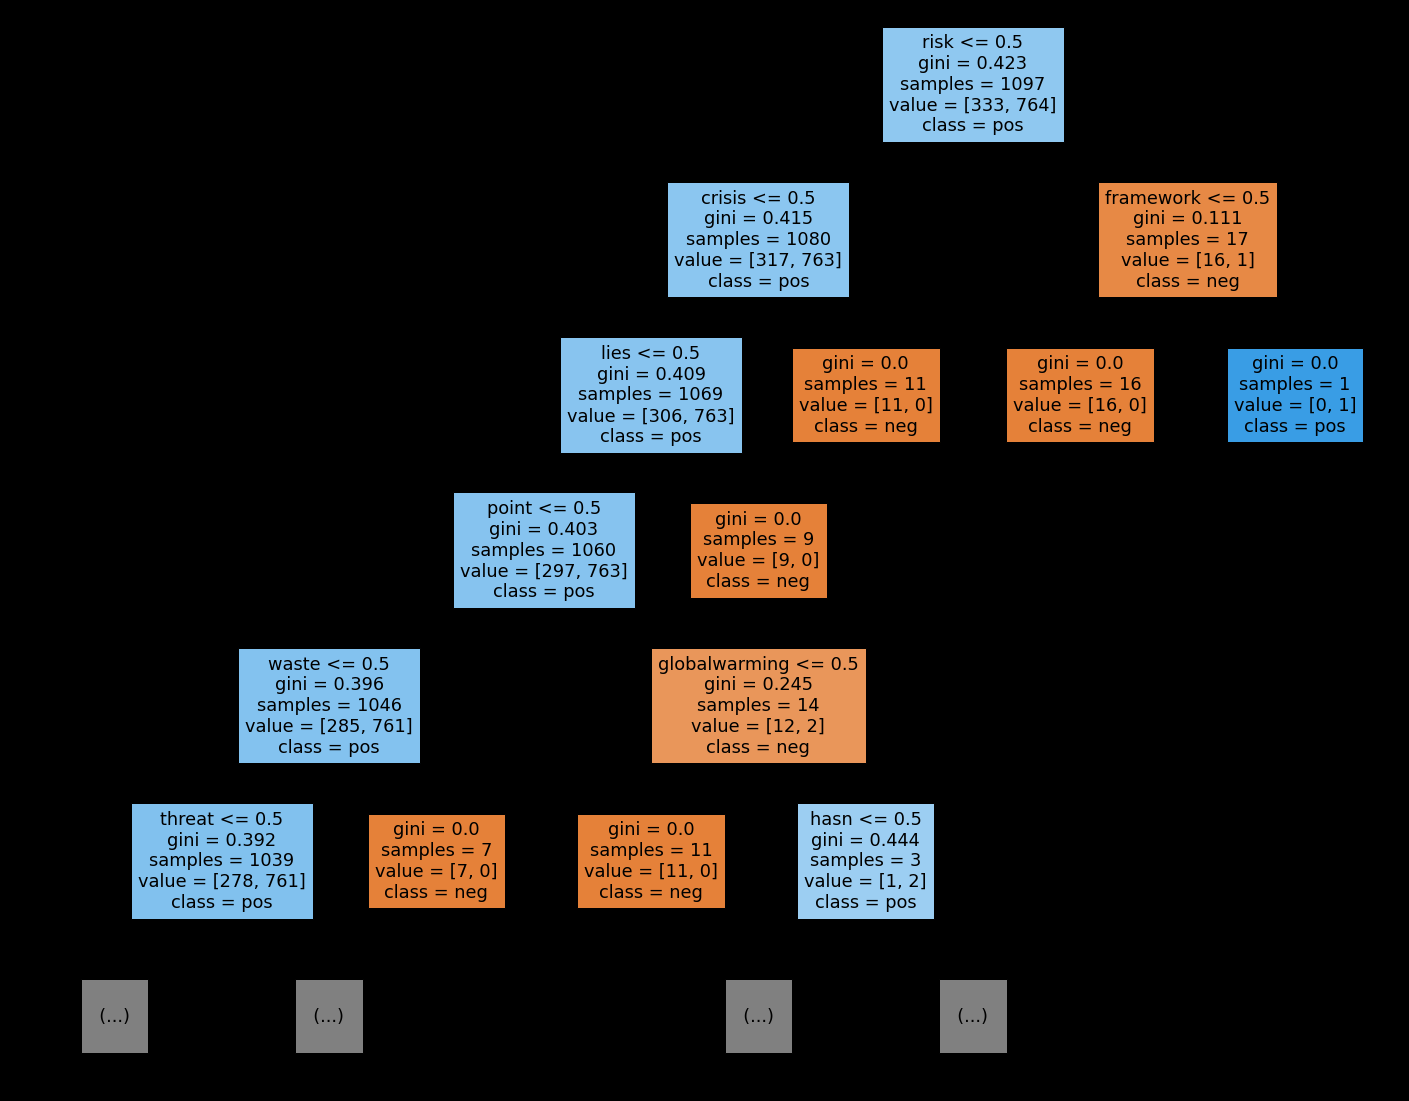 risk <= 0.5
gini = 0.423
samples = 1097
value = [333, 764]
class = pos
crisis <= 0.5
gini = 0.415
samples = 1080
value = [317, 763]
class = pos
framework <= 0.5
gini = 0.111
samples = 17
value = [16, 1]
class = neg
lies <= 0.5
gini = 0.409
samples = 1069
value = [306, 763]
class = pos
gini = 0.0
samples = 11
value = [11, 0]
class = neg
gini = 0.0
samples = 16
value = [16, 0]
class = neg
gini = 0.0
samples = 1
value = [0, 1]
class = pos
point <= 0.5
gini = 0.403
samples = 1060
value = [297, 763]
class = pos
gini = 0.0
samples = 9
value = [9, 0]
class = neg
waste <= 0.5
gini = 0.396
samples = 1046
value = [285, 761]
class = pos
globalwarming <= 0.5
gini = 0.245
samples = 14
value = [12, 2]
class = neg
threat <= 0.5
gini = 0.392
samples = 1039
value = [278, 761]
class = pos
gini = 0.0
samples = 7
value = [7, 0]
class = neg
gini = 0.0
samples = 11
value = [11, 0]
class = neg
hasn <= 0.5
gini = 0.444
samples = 3
value = [1, 2]
class = pos
(...)
(...)
(...)
(...)